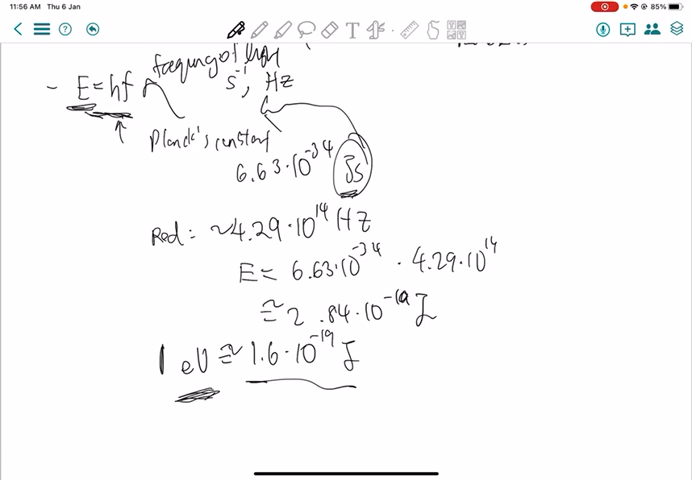 11:56 AM Thu 6 Jan
85%
T
frequency of light
- E = hf
s⁻¹, Hz
Planck's constant
6.63·10⁻³⁴ Js
Red: ~4.29·10¹⁴ Hz
E = 6.63·10⁻³⁴ · 4.29·10¹⁴
≅ 2.84·10⁻¹⁹ J
1 eV ≅ 1.6·10⁻¹⁹ J